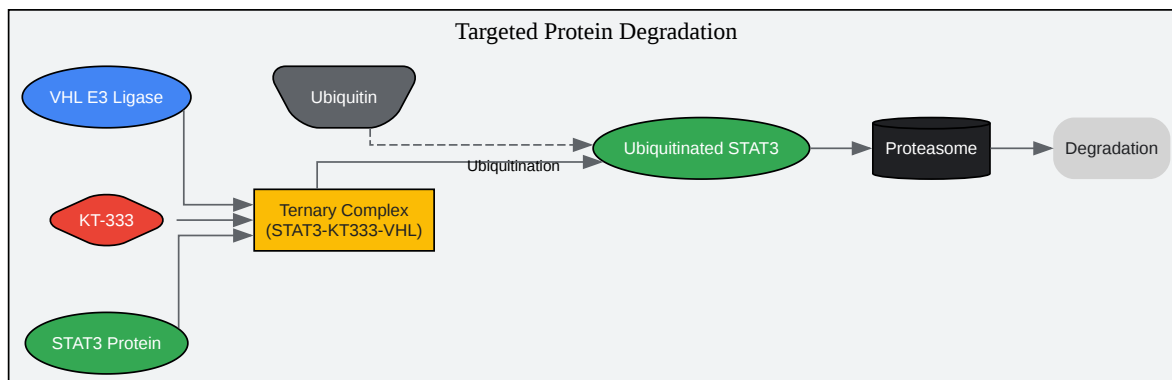 Targeted Protein Degradation
VHL E3 Ligase
Ubiquitin
Ubiquitinated STAT3
Proteasome
Degradation
Ubiquitination
KT-333
Ternary Complex
(STAT3-KT333-VHL)
STAT3 Protein